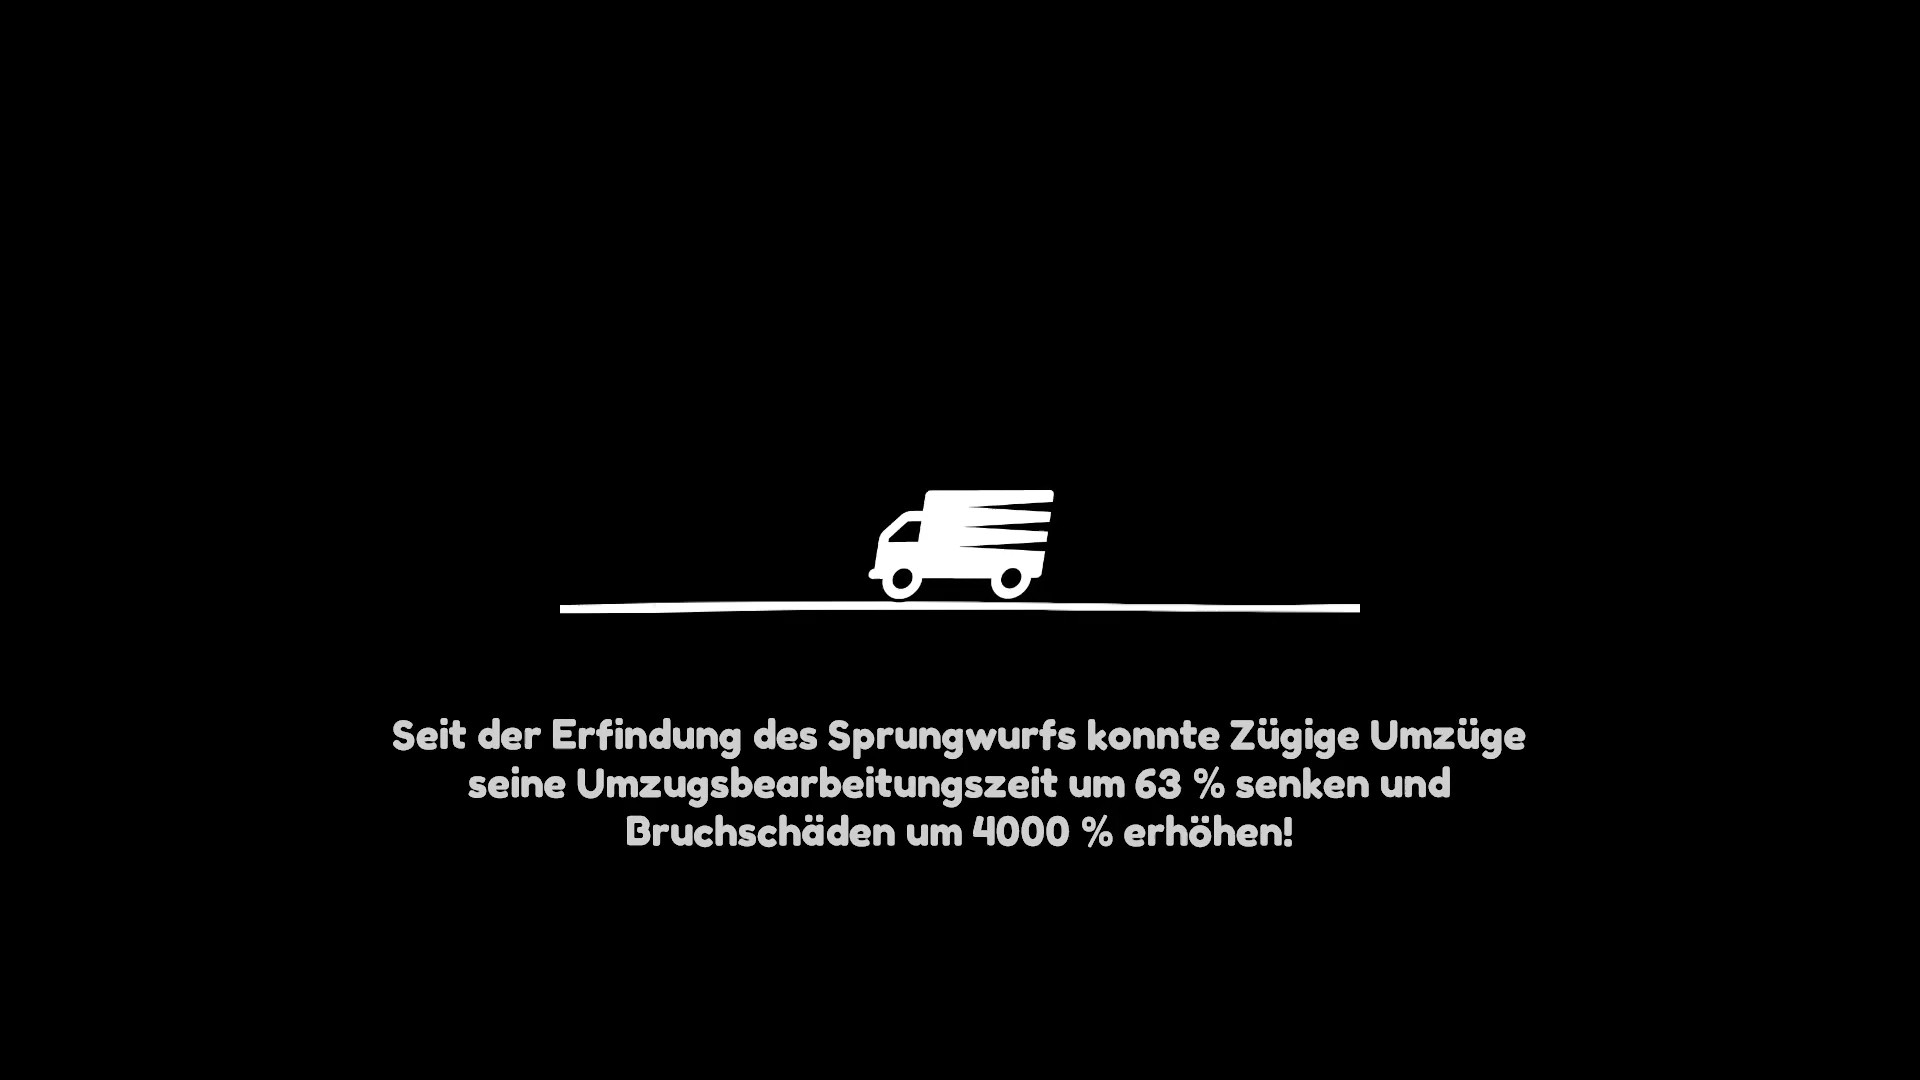 Seit der Erfindung des Sprungwurfs konnte Zügige Umzüge
seine Umzugsbearbeitungszeit um 63 % senken und
Bruchschäden um 4000 % erhöhen!